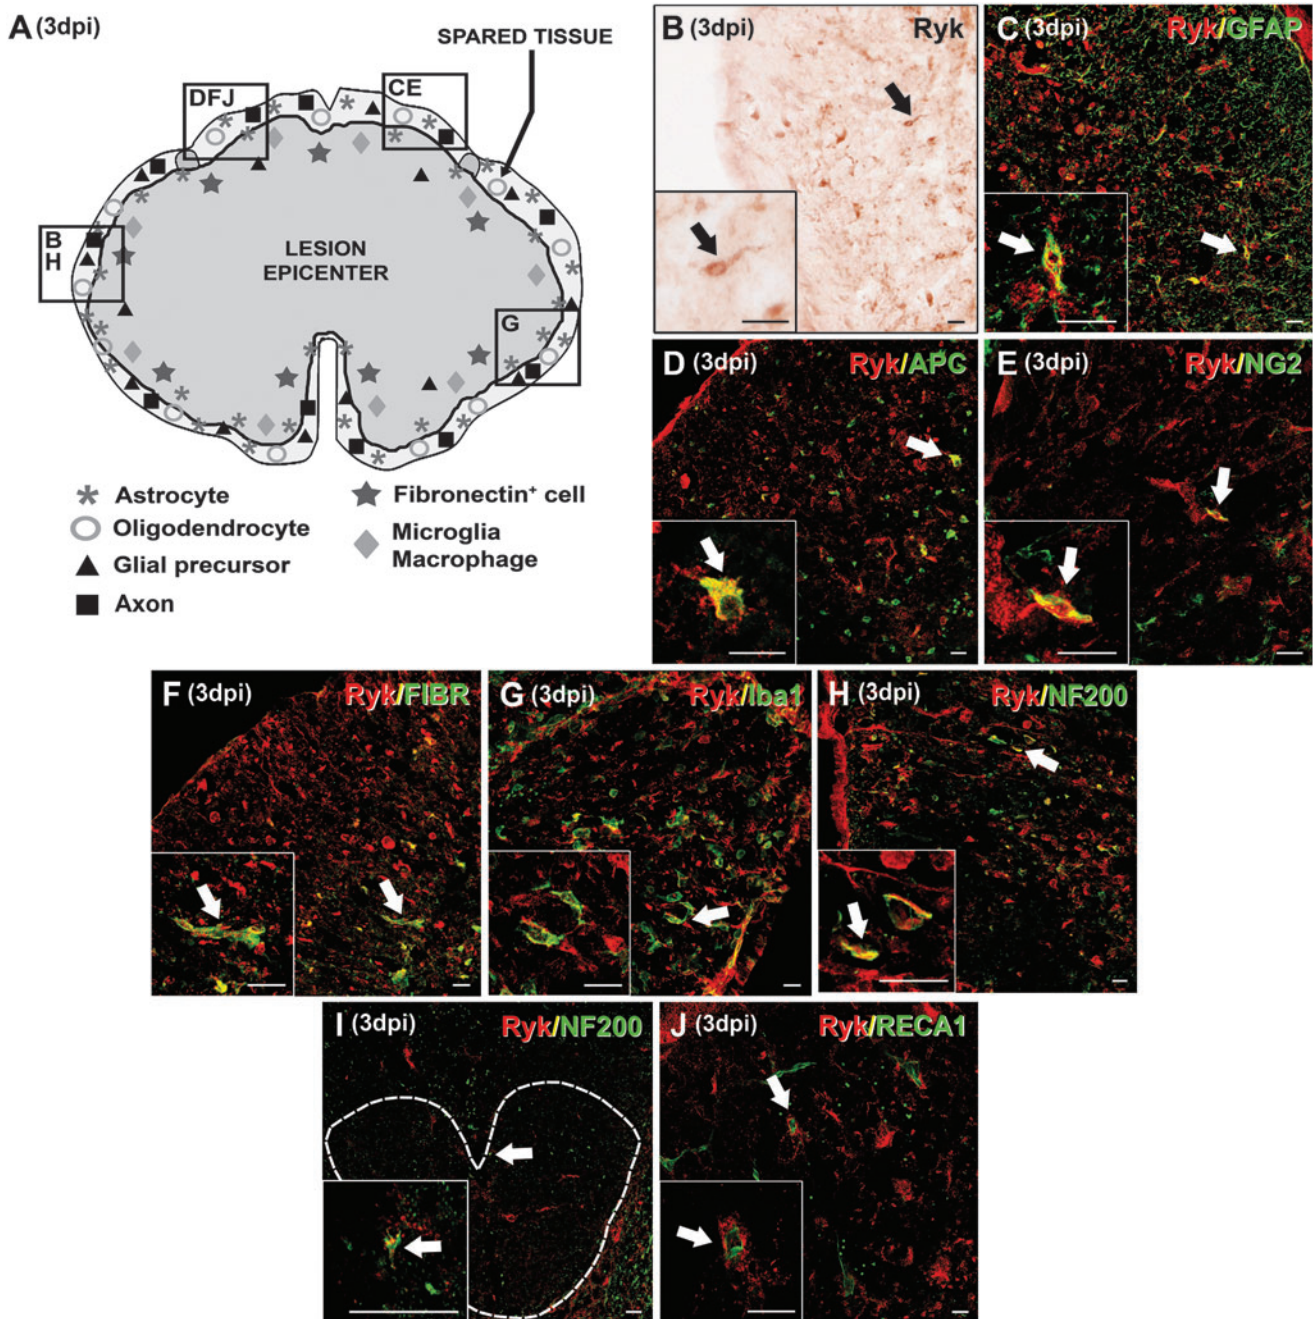 A (3dpi)
SPARED TISSUE
DFJ
CE
B
H
LESION
EPICENTER
G
Astrocyte
Oligodendrocyte
Glial precursor
Axon
Fibronectin⁺ cell
Microglia
Macrophage
B (3dpi) Ryk
C (3dpi) Ryk/GFAP
D (3dpi) Ryk/APC
E (3dpi) Ryk/NG2
F (3dpi) Ryk/FIBR
G (3dpi) Ryk/Iba1
H (3dpi) Ryk/NF200
I (3dpi) Ryk/NF200
J (3dpi) Ryk/RECA1